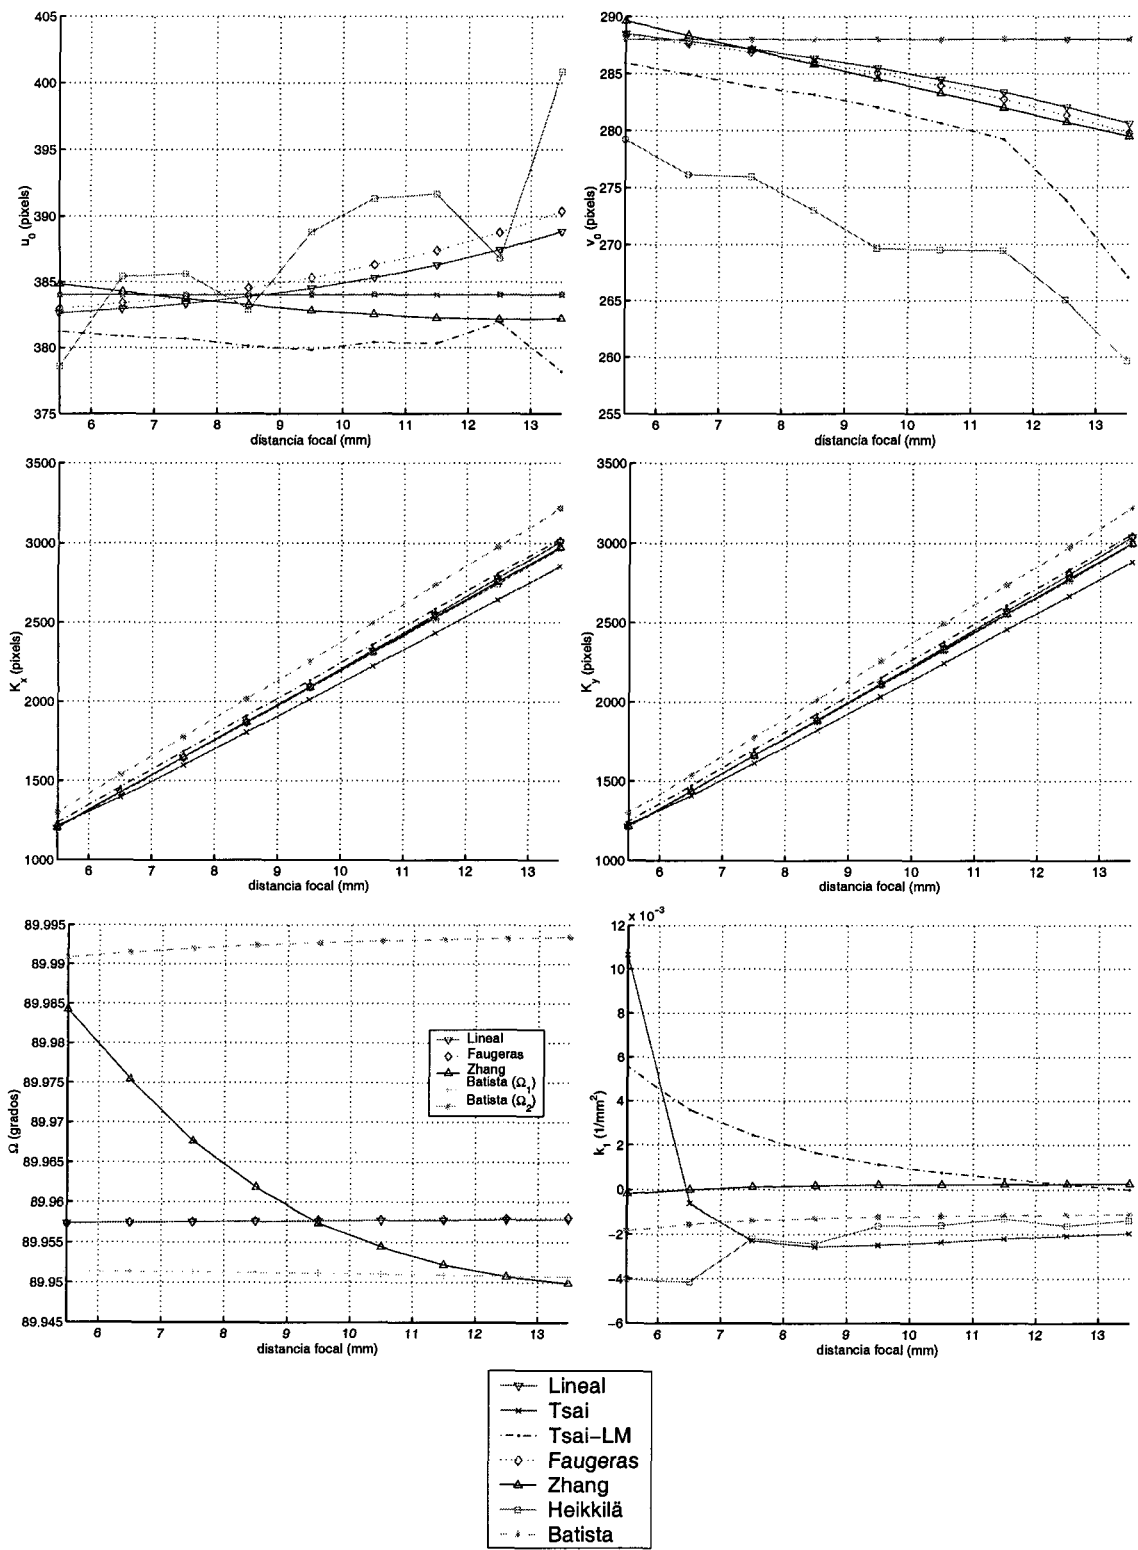 405
400
395
390
385
380
375
u0 (pixels)
6 7 8 9 10 11 12 13
distancia focal (mm)
290
285
280
275
270
265
260
255
v0 (pixels)
6 7 8 9 10 11 12 13
distancia focal (mm)
3500
3000
2500
2000
1500
1000
Kx (pixels)
6 7 8 9 10 11 12 13
distancia focal (mm)
3500
3000
2500
2000
1500
1000
Ky (pixels)
6 7 8 9 10 11 12 13
distancia focal (mm)
89.995
89.99
89.985
89.98
89.975
89.97
89.965
89.96
89.955
89.95
89.945
Ω (grados)
Lineal
Faugeras
Zhang
Batista (Ω1)
Batista (Ω2)
6 7 8 9 10 11 12 13
distancia focal (mm)
x 10⁻³
12
10
8
6
4
2
0
−2
−4
−6
k1 (1/mm²)
6 7 8 9 10 11 12 13
distancia focal (mm)
Lineal
Tsai
Tsai−LM
Faugeras
Zhang
Heikkilä
Batista